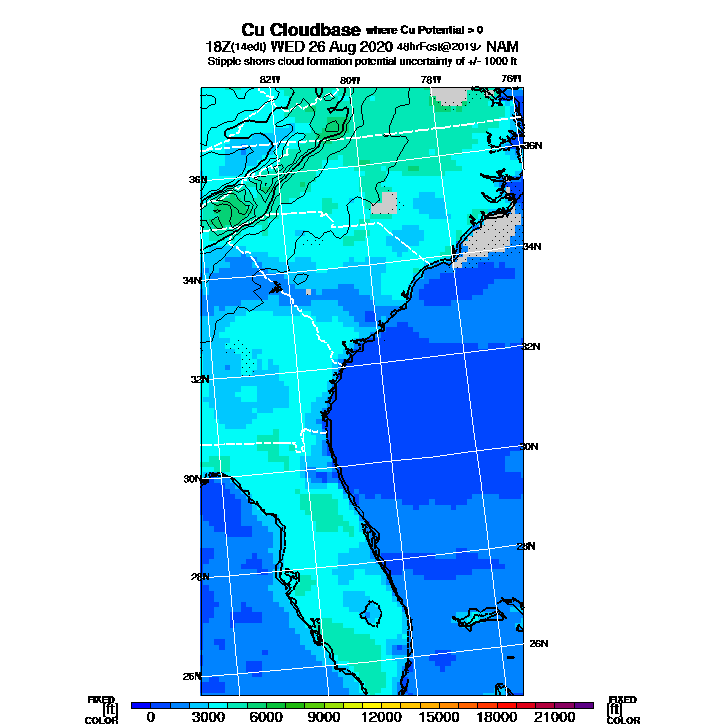 Cu Cloudbase where Cu Potential > 0
18Z(14edt) WED 26 Aug 2020 48hrFcst@2019z NAM
Stipple shows cloud formation potential uncertainty of +/- 1000 ft
82W 80W 78W 76W
36N
36N
34N
34N
32N
32N
30N
30N
28N
28N
26N
26N
FIXED FIXED
[ft] [ft]
COLOR COLOR
0 3000 6000 9000 12000 15000 18000 21000